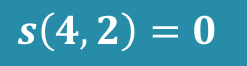 s(4, 2) = 0